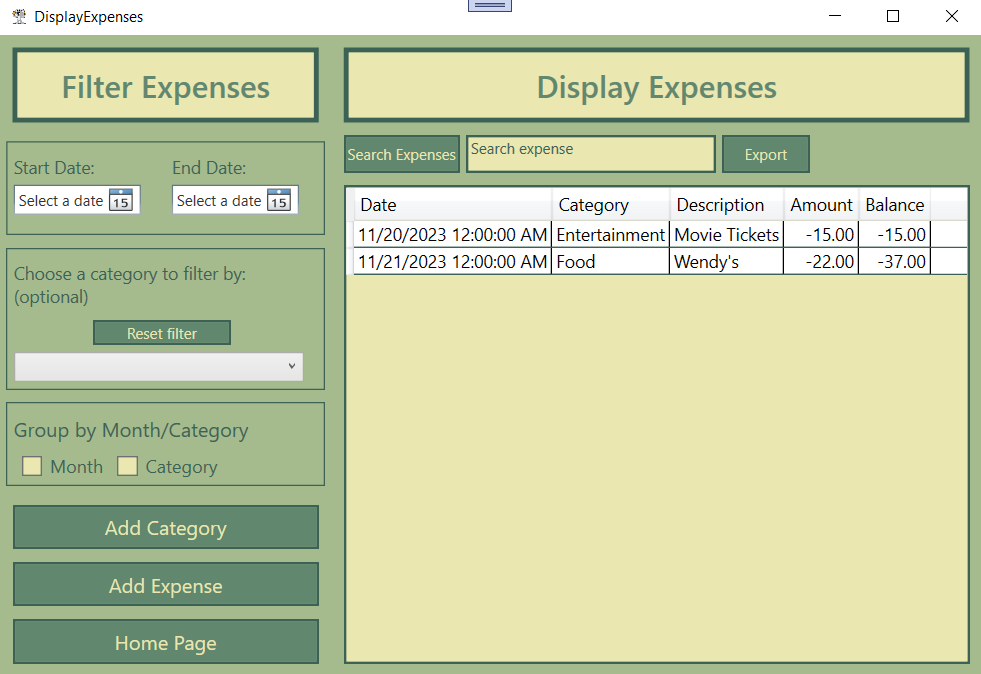 DisplayExpenses
Filter Expenses
Display Expenses
Start Date:
End Date:
Select a date 15
Select a date 15
Choose a category to filter by:
(optional)
Reset filter
Group by Month/Category
Month
Category
Add Category
Add Expense
Home Page
Search Expenses
Search expense
Export
Date Category Description Amount Balance
11/20/2023 12:00:00 AM Entertainment Movie Tickets -15.00 -15.00
11/21/2023 12:00:00 AM Food Wendy's -22.00 -37.00